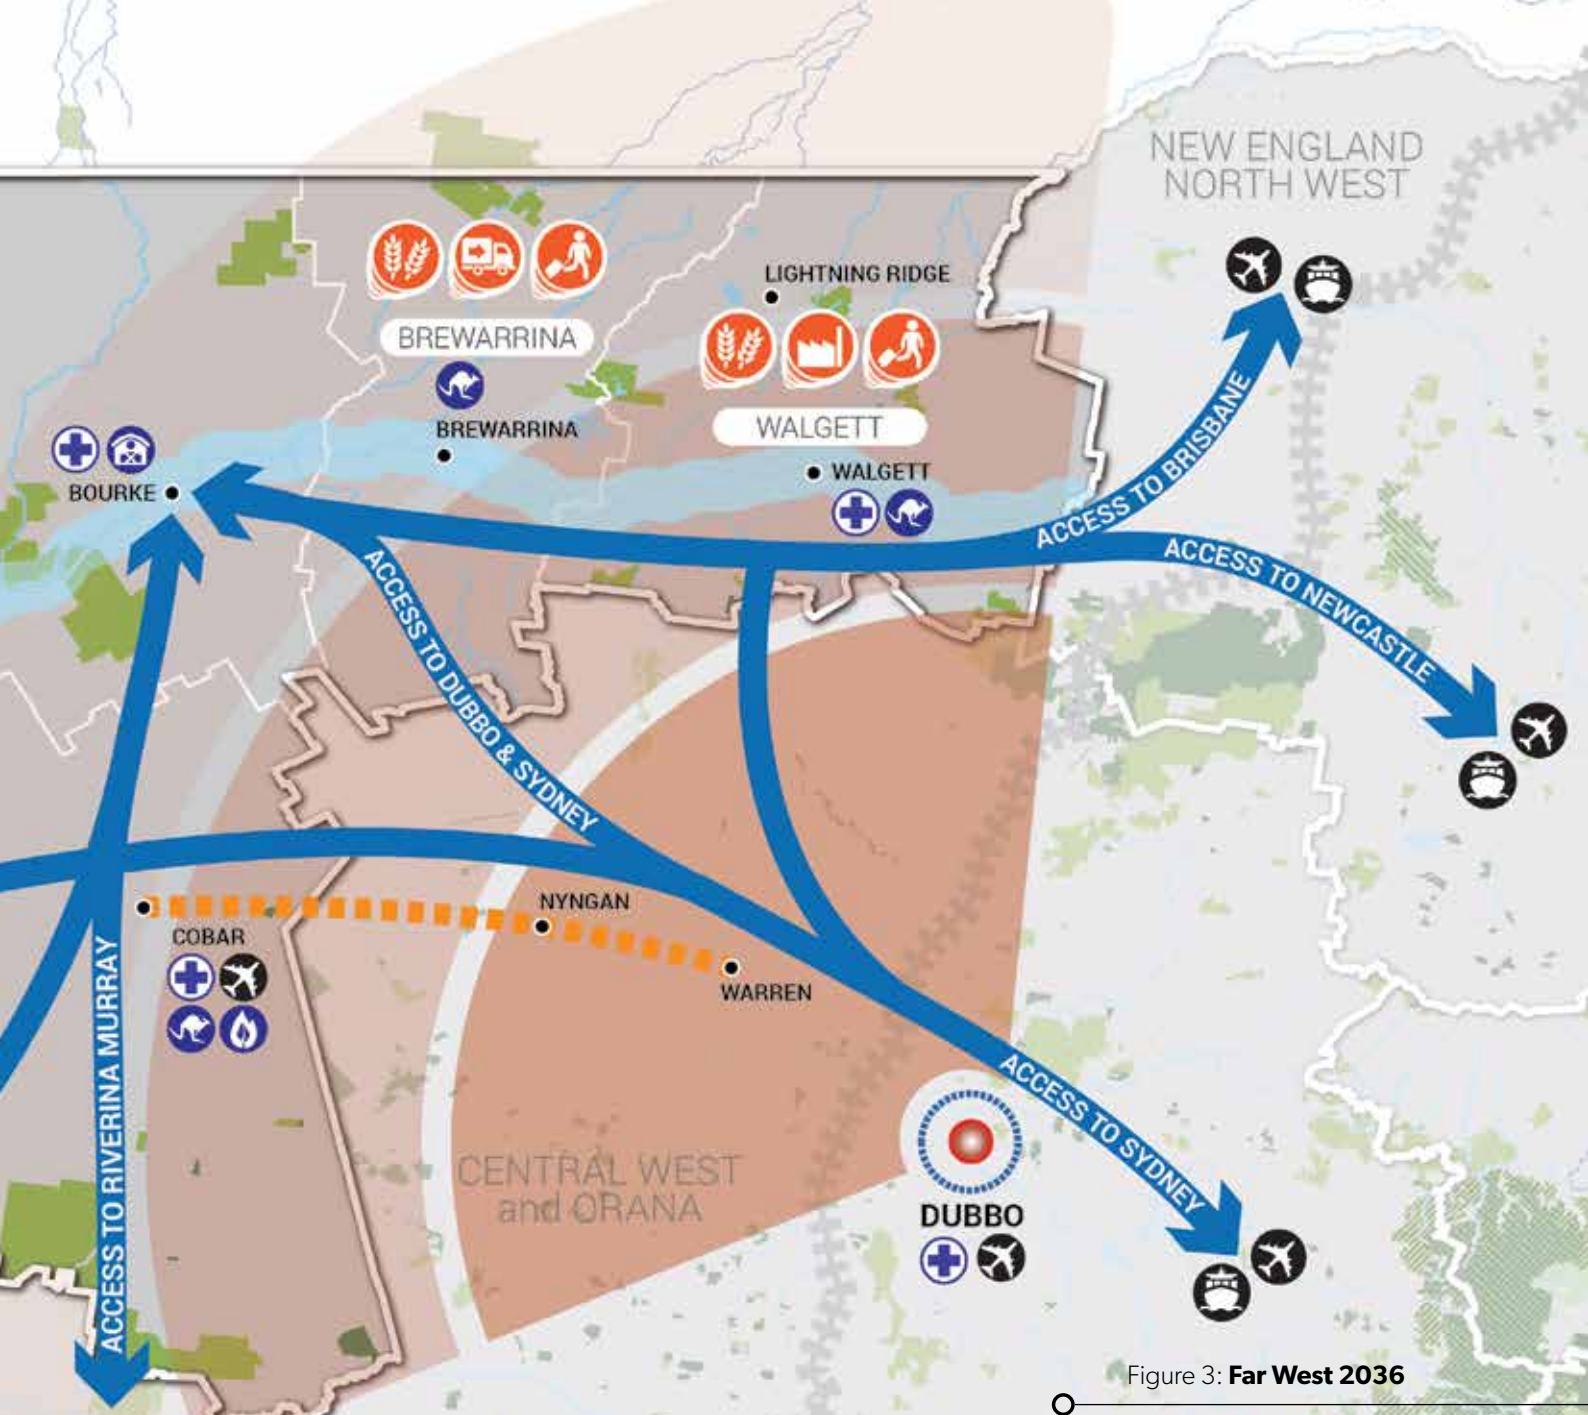 NEW ENGLAND
NORTH WEST
LIGHTNING RIDGE
BREWARRINA
BREWARRINA
WALGETT
WALGETT
BOURKE
ACCESS TO BRISBANE
ACCESS TO NEWCASTLE
ACCESS TO DUBBO & SYDNEY
NYNGAN
COBAR
WARREN
ACCESS TO RIVERINA MURRAY
ACCESS TO SYDNEY
CENTRAL WEST
and ORANA
DUBBO
Figure 3: Far West 2036